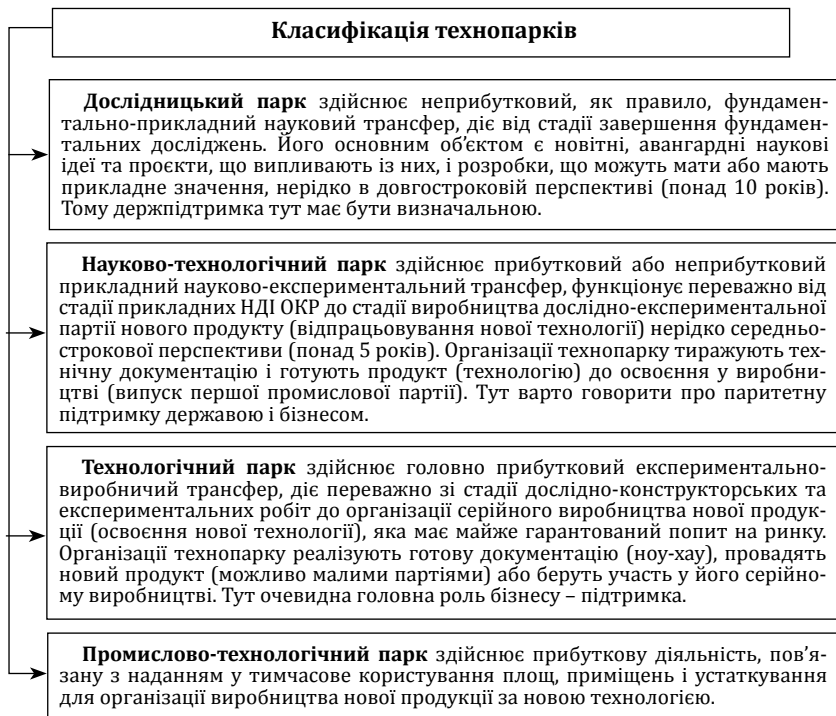 Класифікація технопарків
Дослідницький парк здійснює неприбутковий, як правило, фундамен-
тально-прикладний науковий трансфер, діє від стадії завершення фундамен-
тальних досліджень. Його основним об’єктом є новітні, авангардні наукові
ідеї та проєкти, що випливають із них, і розробки, що можуть мати або мають
прикладне значення, нерідко в довгостроковій перспективі (понад 10 років).
Тому держпідтримка тут має бути визначальною.
Науково-технологічний парк здійснює прибутковий або неприбутковий
прикладний науково-експериментальний трансфер, функціонує переважно від
стадії прикладних НДІ ОКР до стадії виробництва дослідно-експериментальної
партії нового продукту (відпрацьовування нової технології) нерідко середньо-
строкової перспективи (понад 5 років). Організації технопарку тиражують тех-
нічну документацію і готують продукт (технологію) до освоєння у виробни-
цтві (випуск першої промислової партії). Тут варто говорити про паритетну
підтримку державою і бізнесом.
Технологічний парк здійснює головно прибутковий експериментально-
виробничий трансфер, діє переважно зі стадії дослідно-конструкторських та
експериментальних робіт до організації серійного виробництва нової продук-
ції (освоєння нової технології), яка має майже гарантований попит на ринку.
Організації технопарку реалізують готову документацію (ноу-хау), провадять
новий продукт (можливо малими партіями) або беруть участь у його серійно-
му виробництві. Тут очевидна головна роль бізнесу – підтримка.
Промислово-технологічний парк здійснює прибуткову діяльність, пов’я-
зану з наданням у тимчасове користування площ, приміщень і устаткування
для організації виробництва нової продукції за новою технологією.